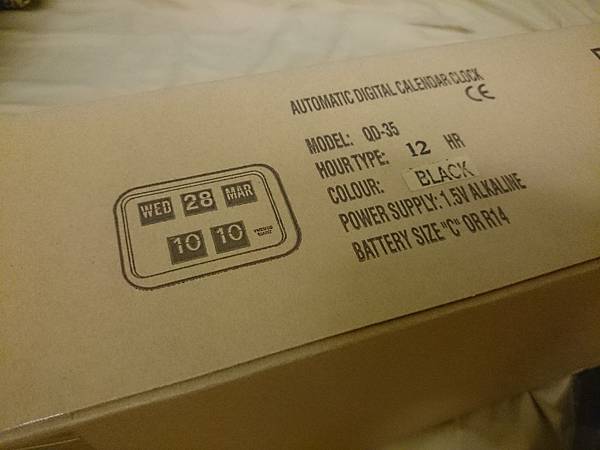 AUTOMATIC DIGITAL CALENDAR CLOCK
CE
MODEL: QD-35
HOUR TYPE: 12 HR
COLOUR: BLACK
POWER SUPPLY: 1.5V ALKALINE
BATTERY SIZE "C" OR R14
WED 28 MAR
10 10